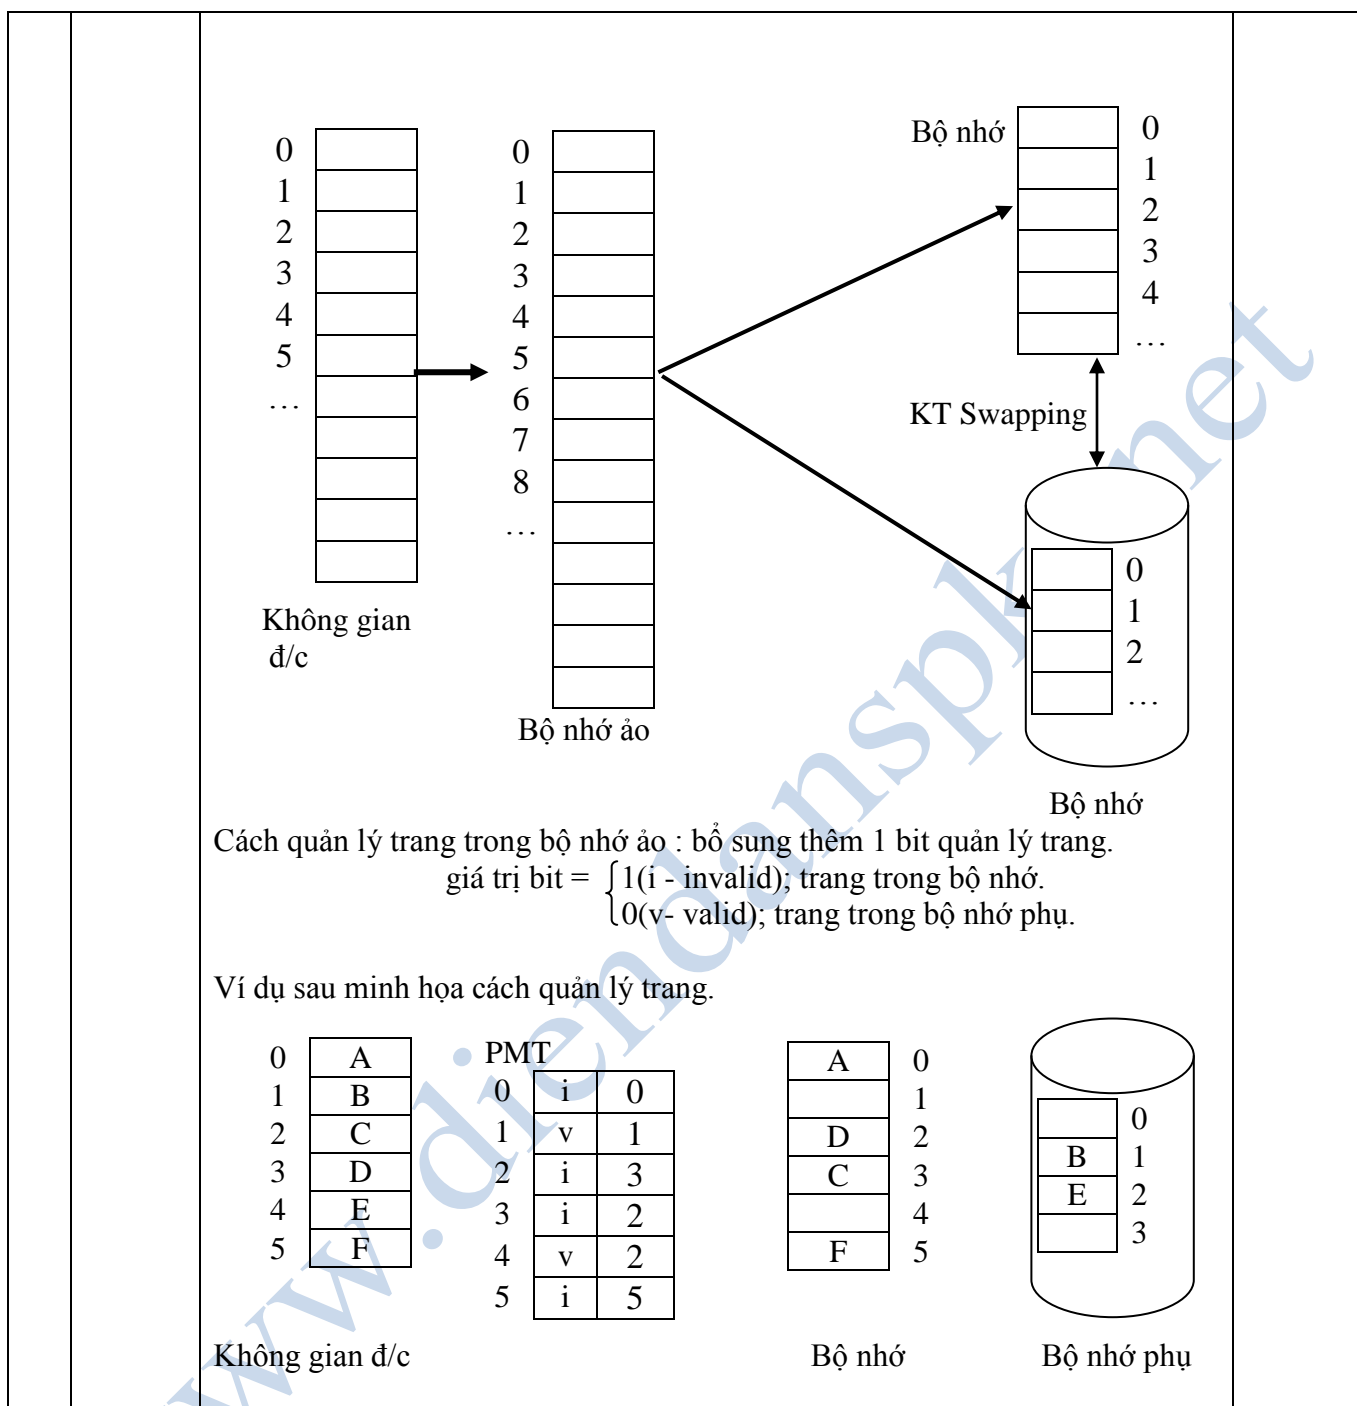 Bộ nhớ
0
1
2
3
4
…
0
1
2
3
4
5
…
0
1
2
3
4
5
6
7
8
…
KT Swapping
0
1
2
…
Không gian
đ/c
Bộ nhớ ảo
Bộ nhớ
Cách quản lý trang trong bộ nhớ ảo : bổ sung thêm 1 bit quản lý trang.
giá trị bit = 1(i - invalid); trang trong bộ nhớ.
0(v- valid); trang trong bộ nhớ phụ.
Ví dụ sau minh họa cách quản lý trang.
0 A
1 B
2 C
3 D
4 E
5 F
PMT
0 i 0
1 v 1
2 i 3
3 i 2
4 v 2
5 i 5
A 0
1
D 2
C 3
4
F 5
0
B 1
E 2
3
Không gian đ/c
Bộ nhớ
Bộ nhớ phụ